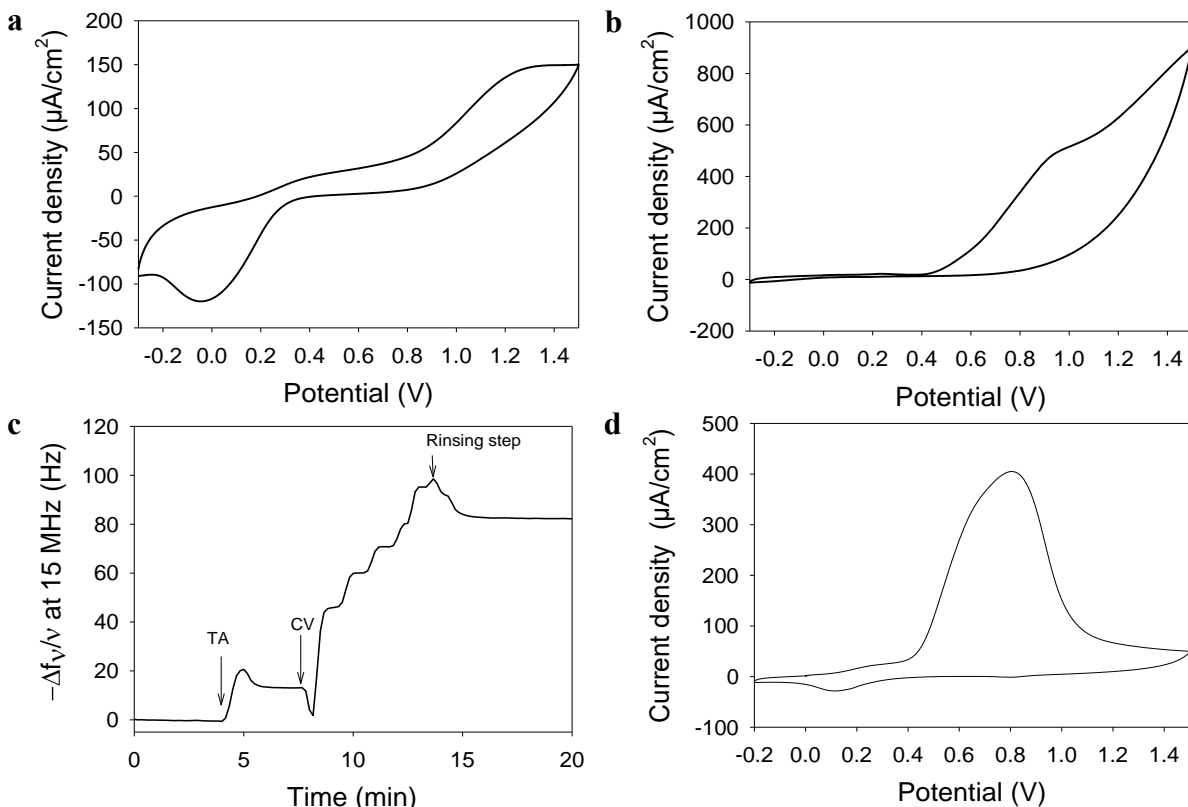 a
200
150
100
50
0
-50
-100
-150
Current density (µA/cm²)
-0.2 0.0 0.2 0.4 0.6 0.8 1.0 1.2 1.4
Potential (V)
b
1000
800
600
400
200
0
-200
Current density (µA/cm²)
-0.2 0.0 0.2 0.4 0.6 0.8 1.0 1.2 1.4
Potential (V)
c
120
100
80
60
40
20
0
−Δfν/ν at 15 MHz (Hz)
TA
CV
Rinsing step
0 5 10 15 20
Time (min)
d
500
400
300
200
100
0
-100
Current density (µA/cm²)
-0.2 0.0 0.2 0.4 0.6 0.8 1.0 1.2 1.4
Potential (V)